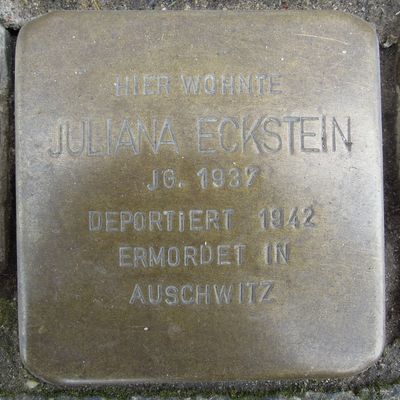 HIER WOHNTE
JULIANA ECKSTEIN
JG. 1937
DEPORTIERT 1942
ERMORDET IN
AUSCHWITZ